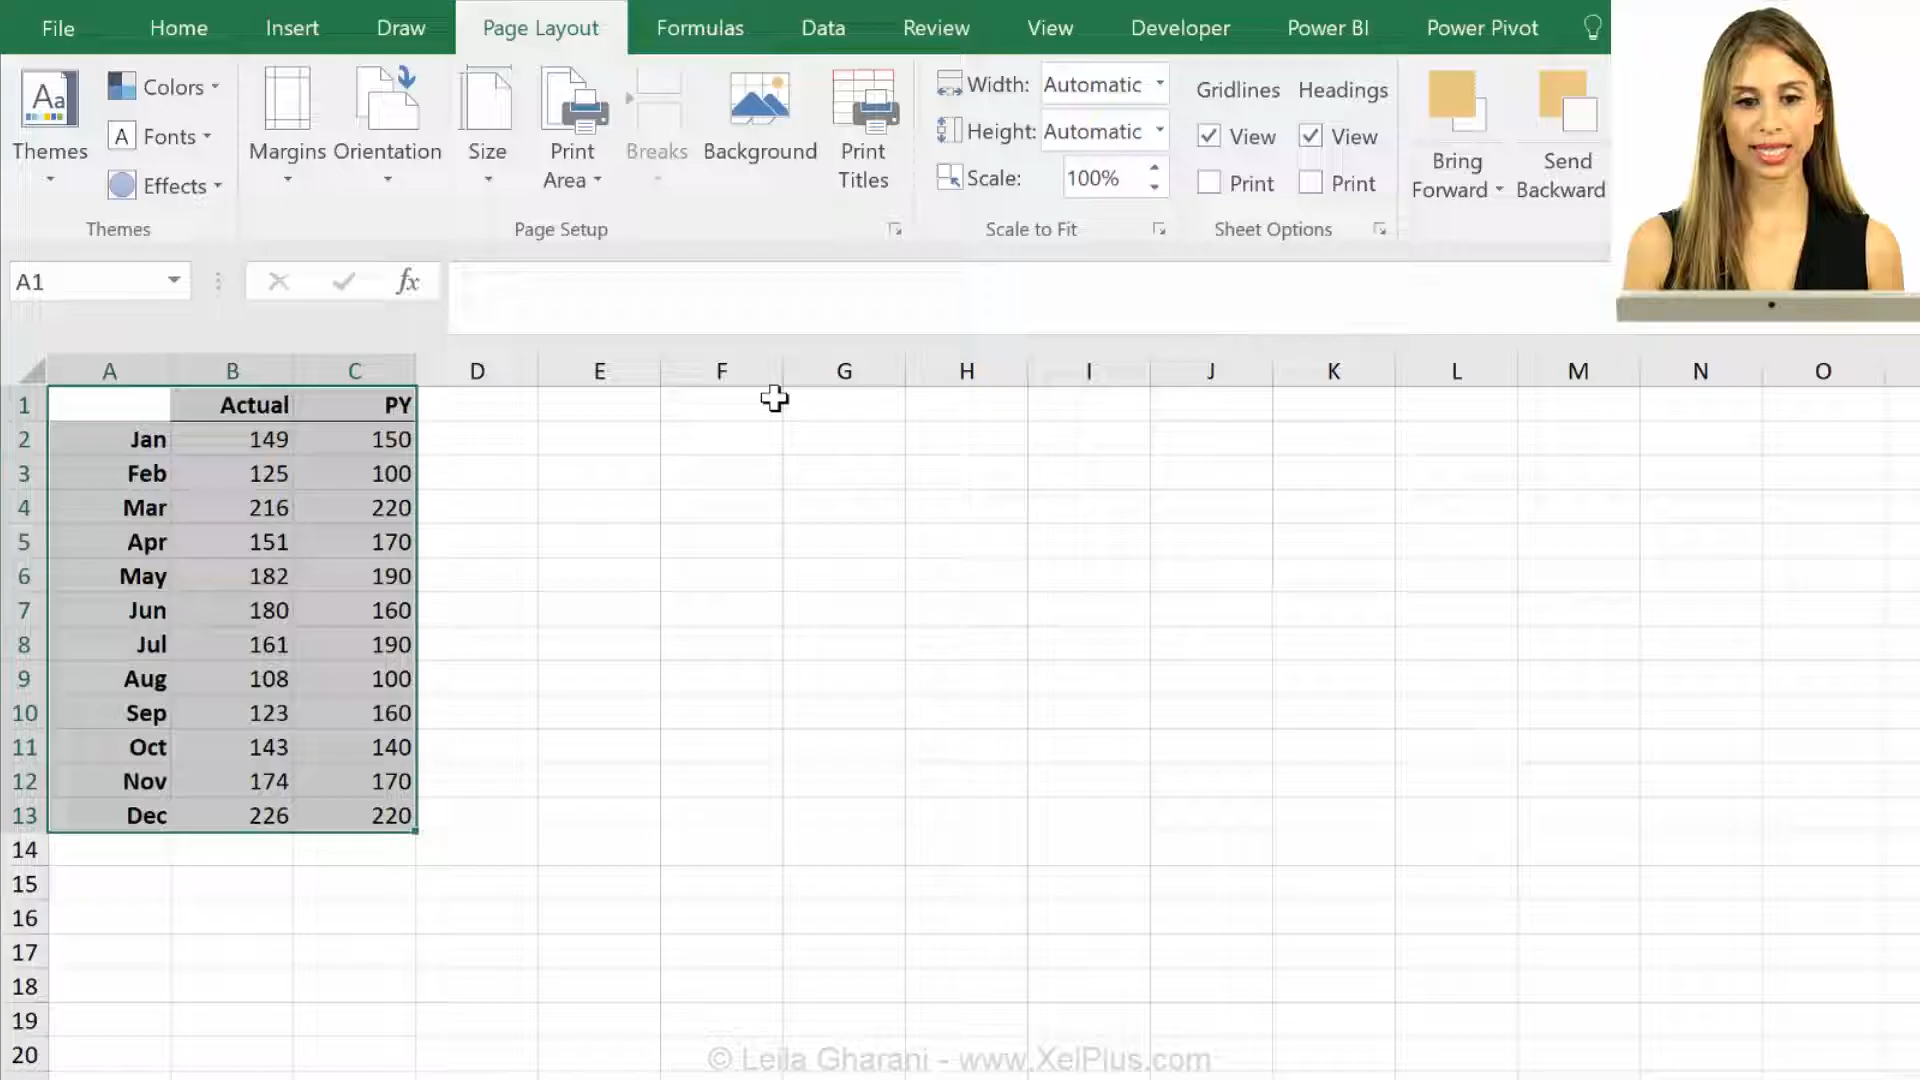 File Home Insert Draw Page Layout Formulas Data Review View Developer Power BI Power Pivot
Aa
Themes
Colors
A Fonts
Effects
Themes
Margins
Orientation
Size
Print
Area
Breaks
Background
Print
Titles
Page Setup
Width: Automatic
Height: Automatic
Scale: 100%
Scale to Fit
Gridlines Headings
View View
Print Print
Sheet Options
Bring
Forward
Send
Backward
A1 fx
A B C D E F G H I J K L M N O
1 Actual PY
2 Jan 149 150
3 Feb 125 100
4 Mar 216 220
5 Apr 151 170
6 May 182 190
7 Jun 180 160
8 Jul 161 190
9 Aug 108 100
10 Sep 123 160
11 Oct 143 140
12 Nov 174 170
13 Dec 226 220
14
15
16
17
18
19
20
© Leila Gharani - www.XelPlus.com